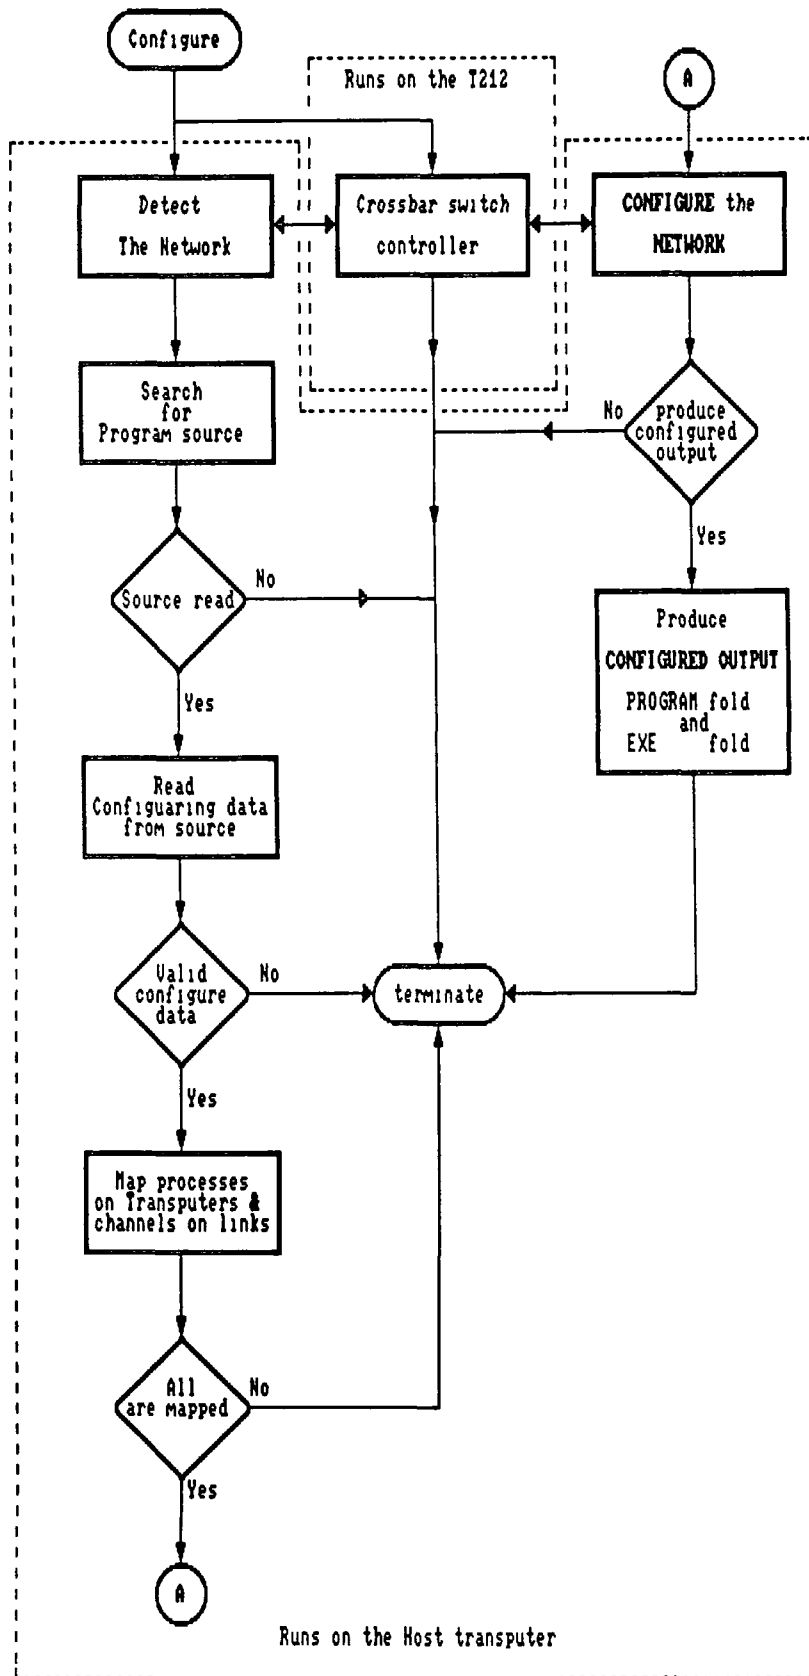 Configure
Runs on the T212
A
Detect
The Network
Crossbar switch
controller
CONFIGURE the
NETWORK
Search
for
Program source
No
produce
configured
output
Yes
Source read
No
Yes
Produce
CONFIGURED OUTPUT
PROGRAM fold
and
EXE fold
Read
Configuaring data
from source
Valid
configure
data
No
terminate
Yes
Map processes
on Transputers &
channels on links
All
are mapped
No
Yes
A
Runs on the Host transputer